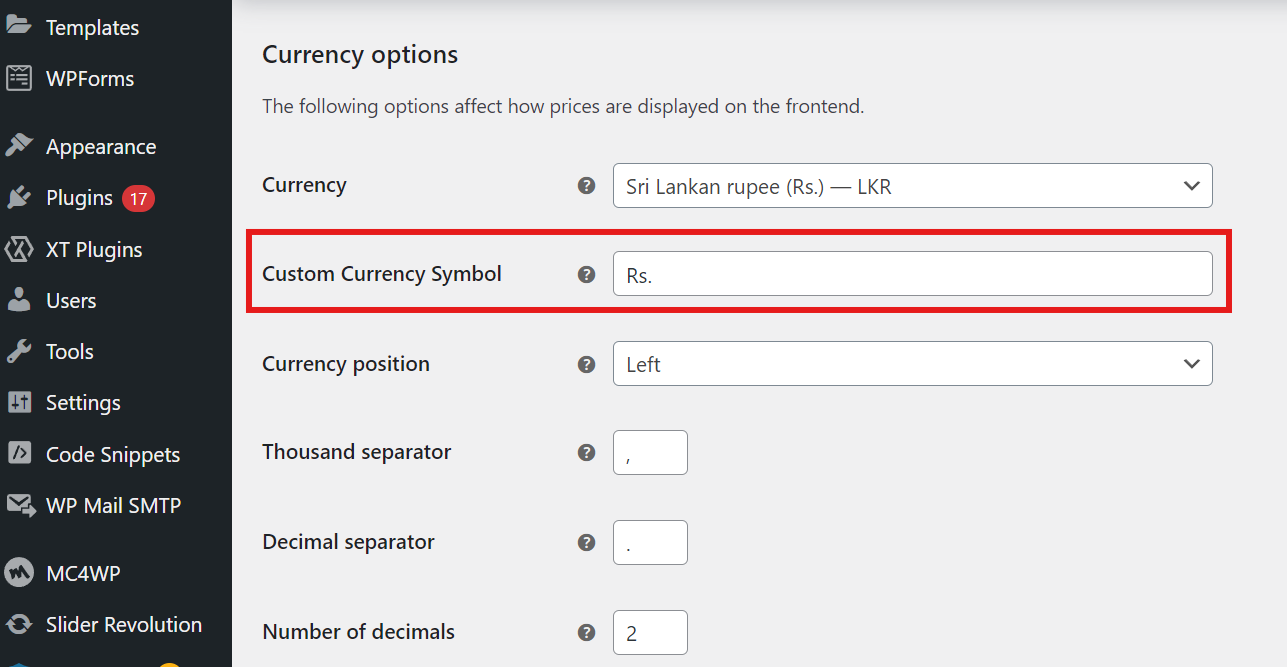 Templates
WPForms
Appearance
Plugins 17
XT Plugins
Users
Tools
Settings
Code Snippets
WP Mail SMTP
MC4WP
Slider Revolution
Currency options
The following options affect how prices are displayed on the frontend.
Currency ? Sri Lankan rupee (Rs.) — LKR
Custom Currency Symbol ? Rs.
Currency position ? Left
Thousand separator ? ,
Decimal separator ? .
Number of decimals ? 2